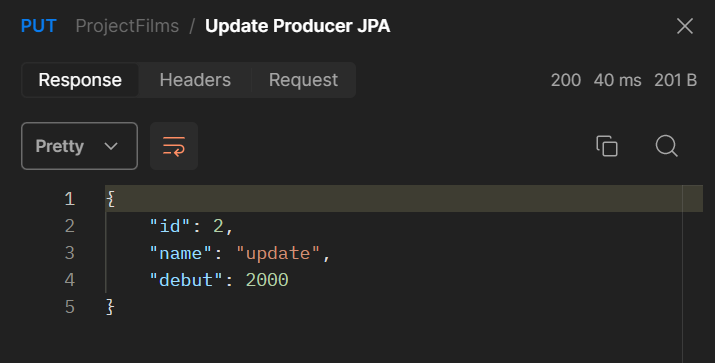 PUT ProjectFilms / Update Producer JPA
Response Headers Request 200 40 ms 201 B
Pretty
1 {
2 "id": 2,
3 "name": "update",
4 "debut": 2000
5 }